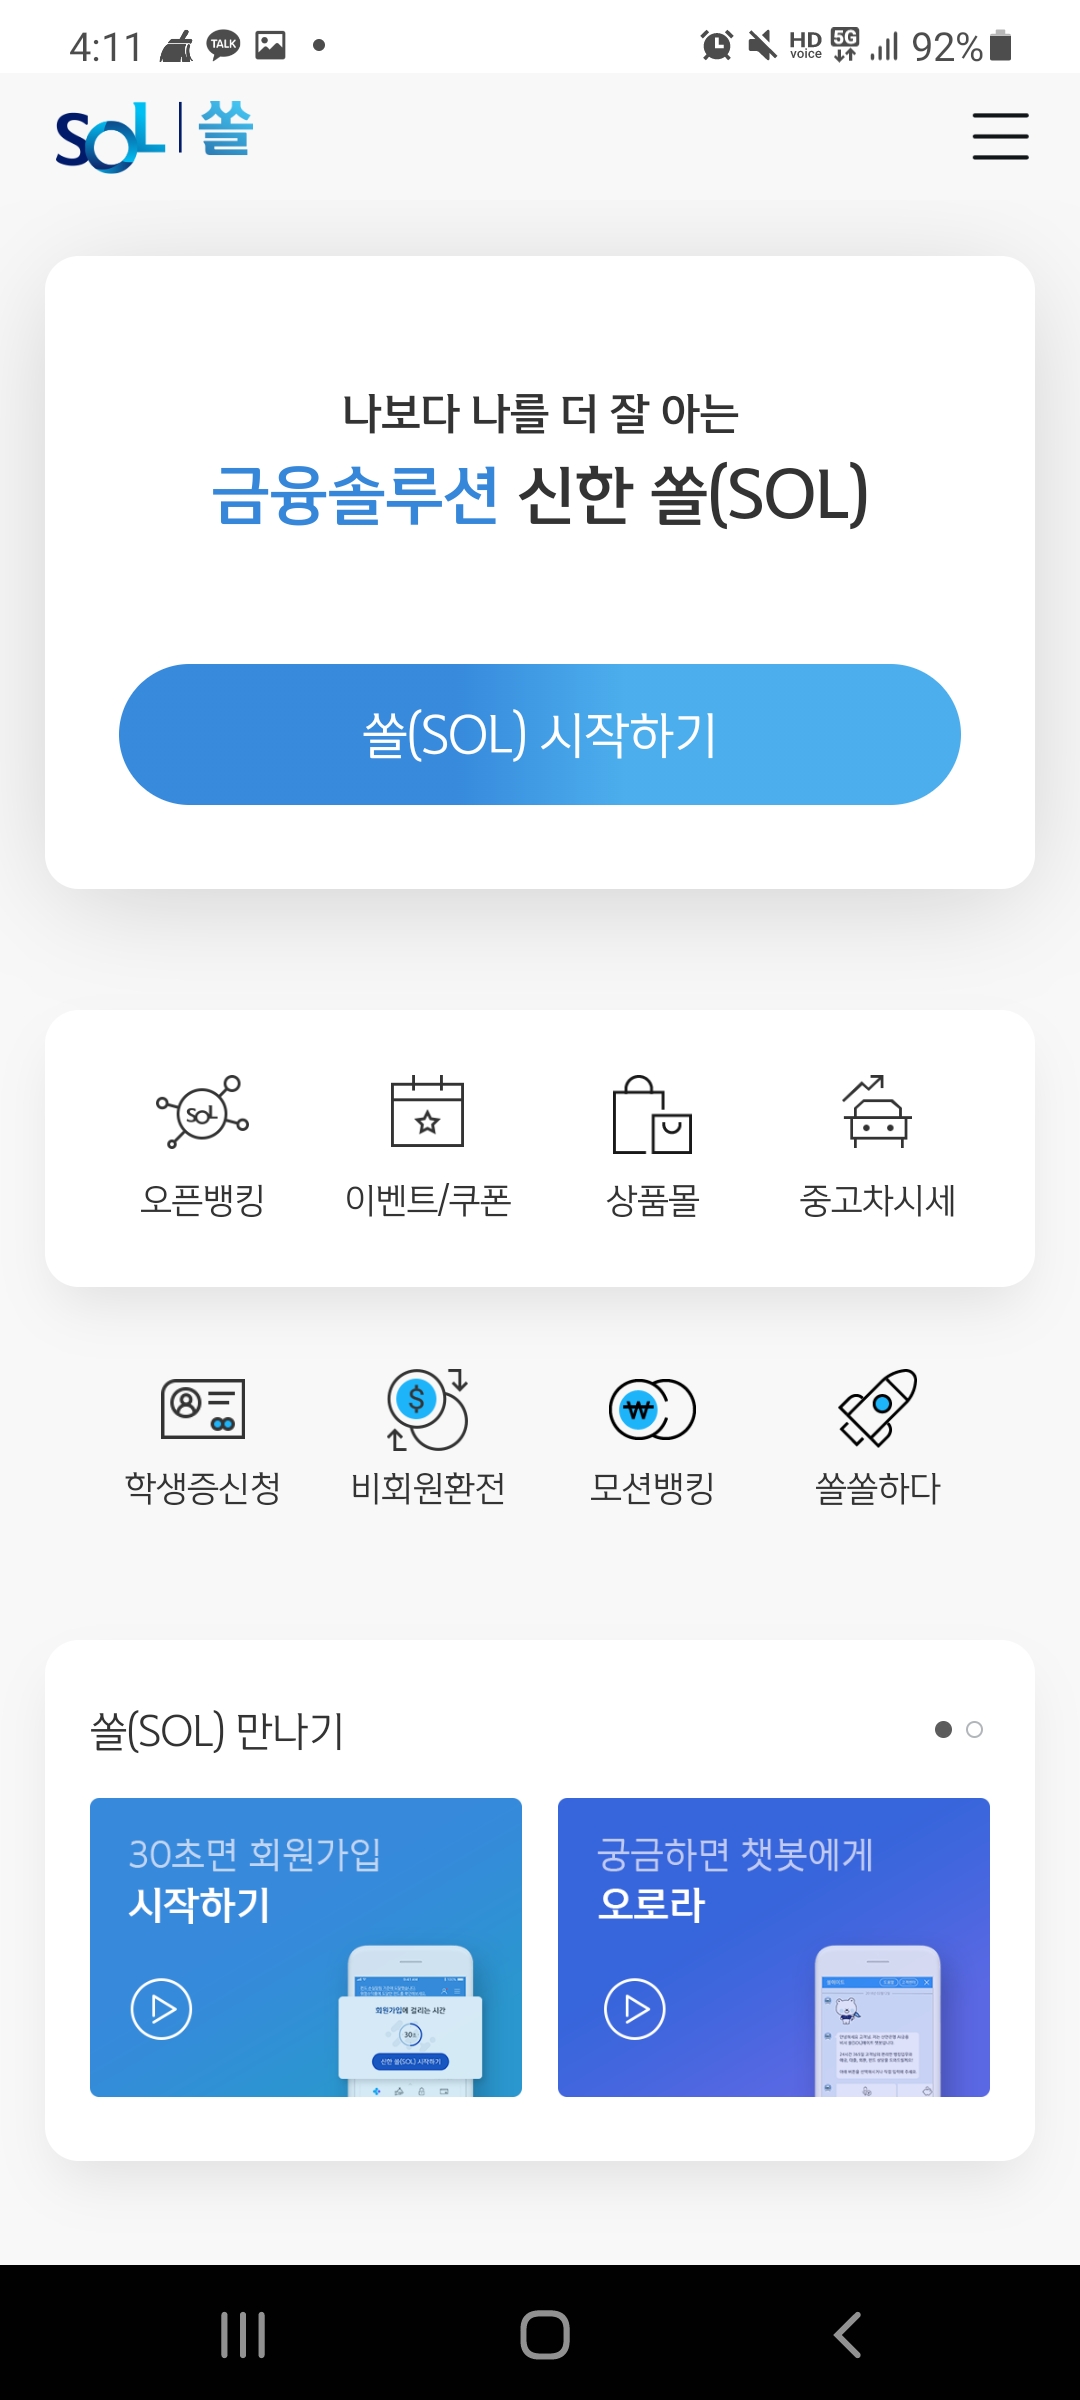 4:11 TALK HD voice 5G 92%
SOL 쏠
나보다 나를 더 잘 아는
금융솔루션 신한 쏠(SOL)
쏠(SOL) 시작하기
SOL
오픈뱅킹 이벤트/쿠폰 상품몰 중고차시세
$ ₩
학생증신청 비회원환전 모션뱅킹 쏠쏠하다
쏠(SOL) 만나기
30초면 회원가입
시작하기
회원가입에 걸리는 시간
30초
신한 쏠(SOL) 시작하기
궁금하면 챗봇에게
오로라